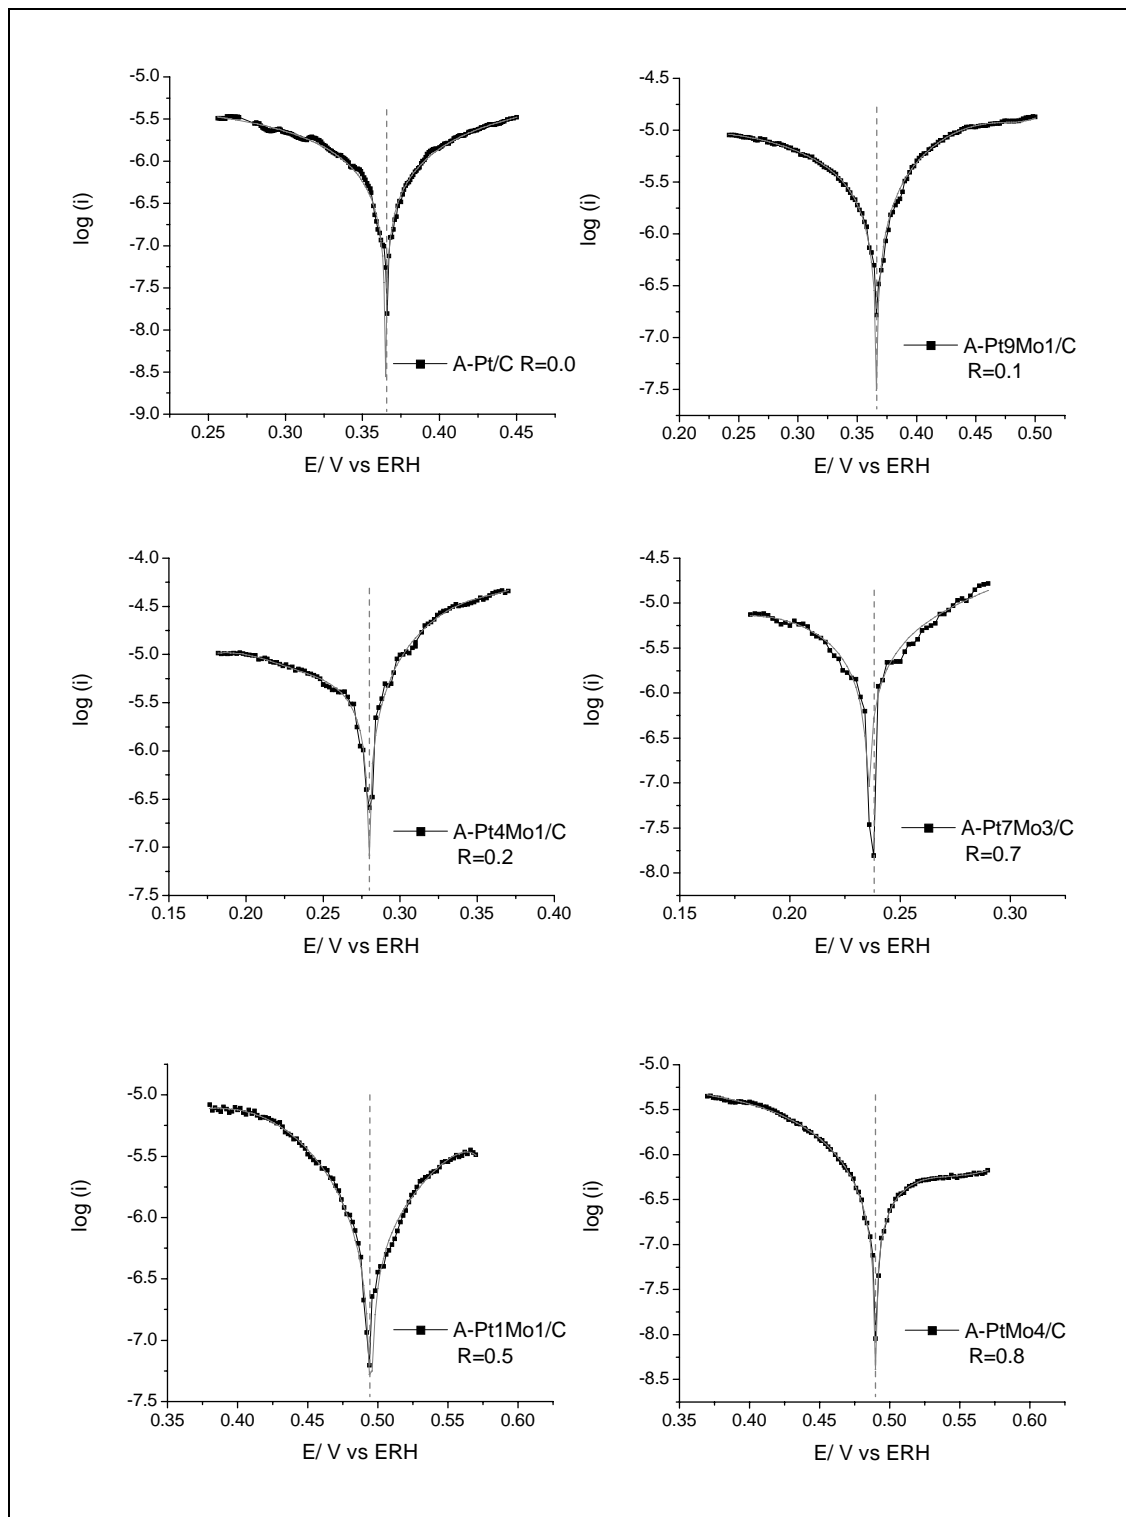 -5.0
-5.5
-6.0
-6.5
-7.0
-7.5
-8.0
-8.5
-9.0
log (i)
0.25 0.30 0.35 0.40 0.45
E/ V vs ERH
A-Pt/C R=0.0
-4.5
-5.0
-5.5
-6.0
-6.5
-7.0
-7.5
log (i)
0.20 0.25 0.30 0.35 0.40 0.45 0.50
E/ V vs ERH
A-Pt9Mo1/C
R=0.1
-4.0
-4.5
-5.0
-5.5
-6.0
-6.5
-7.0
-7.5
log (i)
0.15 0.20 0.25 0.30 0.35 0.40
E/ V vs ERH
A-Pt4Mo1/C
R=0.2
-4.5
-5.0
-5.5
-6.0
-6.5
-7.0
-7.5
-8.0
log (i)
0.15 0.20 0.25 0.30
E/ V vs ERH
A-Pt7Mo3/C
R=0.7
-5.0
-5.5
-6.0
-6.5
-7.0
-7.5
log (i)
0.35 0.40 0.45 0.50 0.55 0.60
E/ V vs ERH
A-Pt1Mo1/C
R=0.5
-5.0
-5.5
-6.0
-6.5
-7.0
-7.5
-8.0
-8.5
log (i)
0.35 0.40 0.45 0.50 0.55 0.60
E/ V vs ERH
A-PtMo4/C
R=0.8